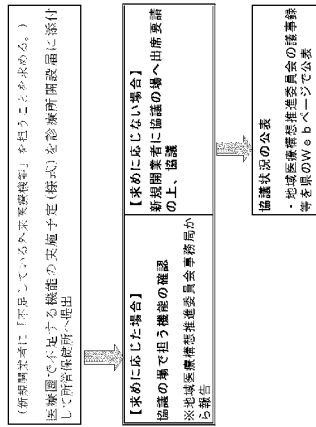 (新規開業者に「不足している外来医療機能」を担うことを求める。)
医療圏で不足する機能の実施予定(様式)を診療所開設届に添付
して所管保健所へ提出
【求めに応じた場合】
協議の場で担う機能の確認
※地域医療構想推進委員会事務局か
ら報告
【求めに応じない場合】
新規開業者に協議の場へ出席要請
の上、協議
協議状況の公表
・地域医療構想推進委員会の議事録
等を県のWebページで公表